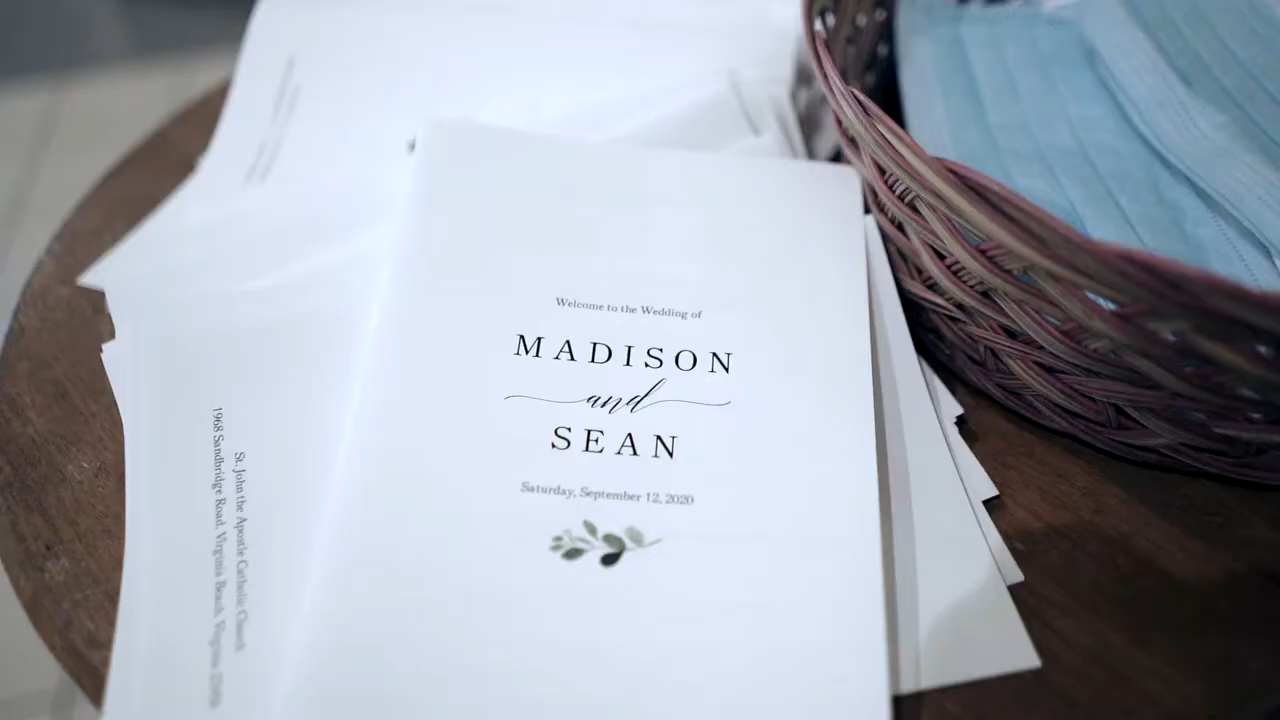 Welcome to the Wedding of
MADISON
and
SEAN
Saturday, September 12, 2020
St. John the Apostle Catholic Church
1968 Sandbridge Road, Virginia Beach, Virginia